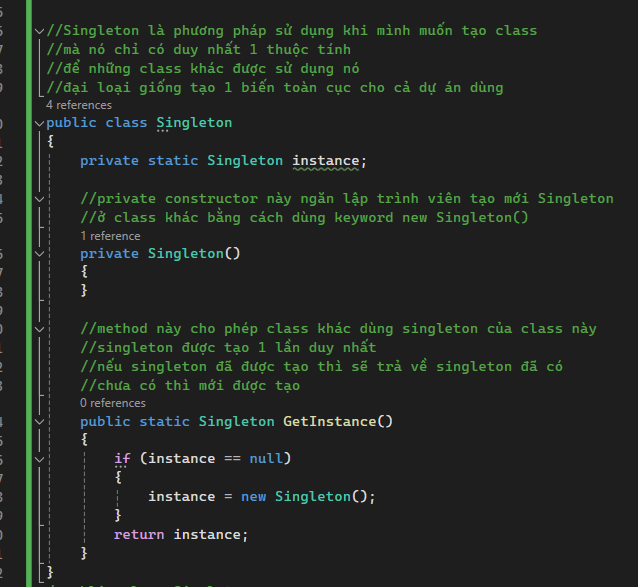 //Singleton là phương pháp sử dụng khi mình muốn tạo class
//mà nó chỉ có duy nhất 1 thuộc tính
//để những class khác được sử dụng nó
//đại loại giống tạo 1 biến toàn cục cho cả dự án dùng
4 references
public class Singleton
{
private static Singleton instance;
//private constructor này ngăn lập trình viên tạo mới Singleton
//ở class khác bằng cách dùng keyword new Singleton()
1 reference
private Singleton()
{
}
//method này cho phép class khác dùng singleton của class này
//singleton được tạo 1 lần duy nhất
//nếu singleton đã được tạo thì sẽ trả về singleton đã có
//chưa có thì mới được tạo
0 references
public static Singleton GetInstance()
{
if (instance == null)
{
instance = new Singleton();
}
return instance;
}
}